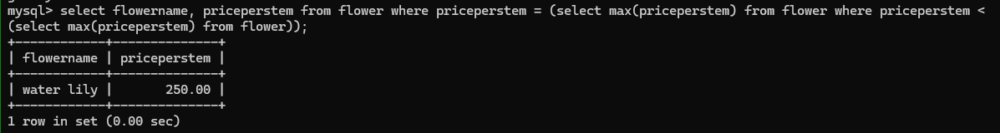 mysql> select flowername, priceperstem from flower where priceperstem = (select max(priceperstem) from flower where priceperstem <
(select max(priceperstem) from flower));
+------------+--------------+
| flowername | priceperstem |
+------------+--------------+
| water lily |       250.00 |
+------------+--------------+
1 row in set (0.00 sec)